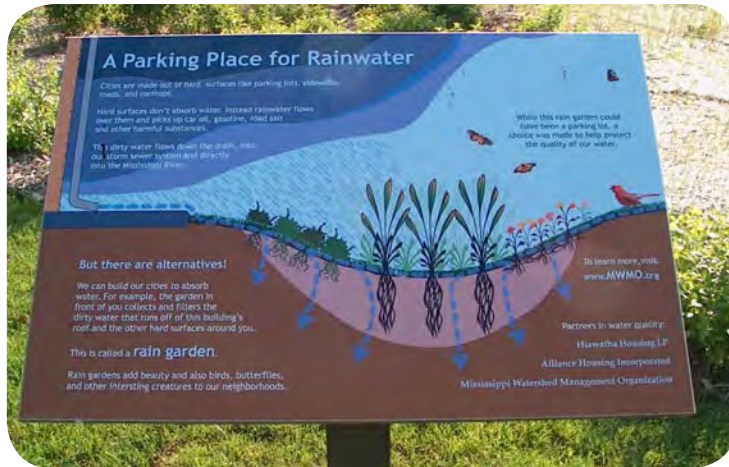 A Parking Place for Rainwater
Cities are made out of hard surfaces like parking lots, sidewalks,
roads, and rooftops.
Hard surfaces don't absorb water. Instead rainwater flows
over them and picks up car oil, gasoline, road salt
and other harmful substances.
This dirty water flows down the drain, into
our storm sewer system and directly
into the Mississippi River.
While this rain garden could
have been a parking lot, a
choice was made to help protect
the quality of our water.
But there are alternatives!
We can build our cities to absorb
water. For example, the garden in
front of you collects and filters the
dirty water that runs off of this building's
roof and the other hard surfaces around you.
This is called a rain garden.
Rain gardens add beauty and also birds, butterflies,
and other intersting creatures to our neighborhoods.
To learn more, visit
www.MWMO.org
Partners in water quality:
Hiawatha Housing LP
Alliance Housing Incorporated
Mississippi Watershed Management Organization